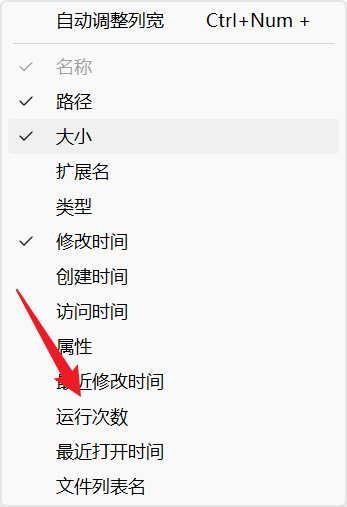 自动调整列宽 Ctrl+Num +
名称
路径
大小
扩展名
类型
修改时间
创建时间
访问时间
属性
最近修改时间
运行次数
最近打开时间
文件列表名